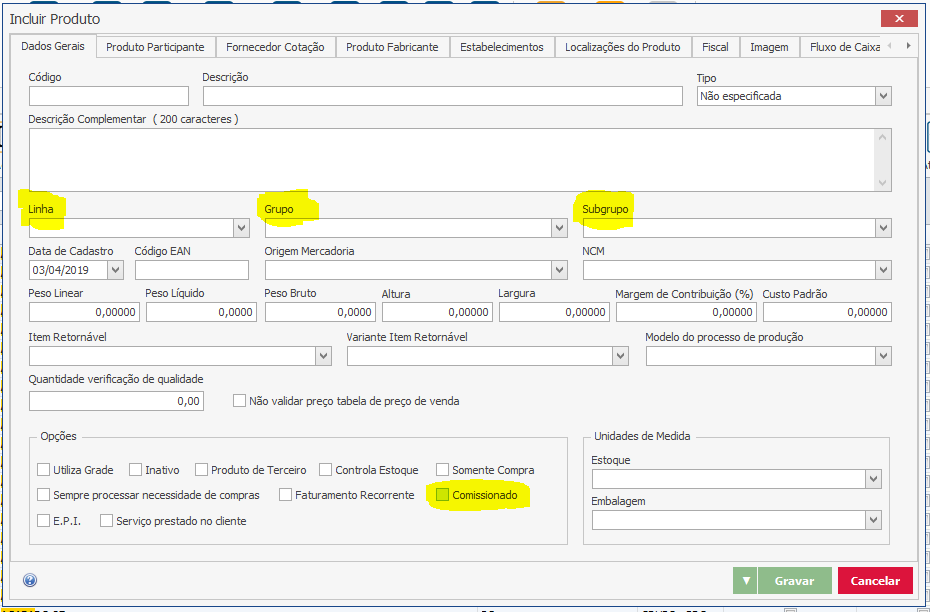 Incluir Produto
Dados Gerais Produto Participante Fornecedor Cotação Produto Fabricante Estabelecimentos Localizações do Produto Fiscal Imagem Fluxo de Caixa
Código Descrição Tipo
Não especificada
Descrição Complementar ( 200 caracteres )
Linha Grupo Subgrupo
Data de Cadastro Código EAN Origem Mercadoria NCM
03/04/2019
Peso Linear Peso Líquido Peso Bruto Altura Largura Margem de Contribuição (%) Custo Padrão
0,00000 0,0000 0,0000 0,00000 0,00000 0,00000 0,00000
Item Retornável Variante Item Retornável Modelo do processo de produção
Quantidade verificação de qualidade
0,00 Não validar preço tabela de preço de venda
Opções Unidades de Medida
Estoque
Utiliza Grade Inativo Produto de Terceiro Controla Estoque Somente Compra
Sempre processar necessidade de compras Faturamento Recorrente Comissionado
Embalagem
E.P.I. Serviço prestado no cliente
Gravar Cancelar